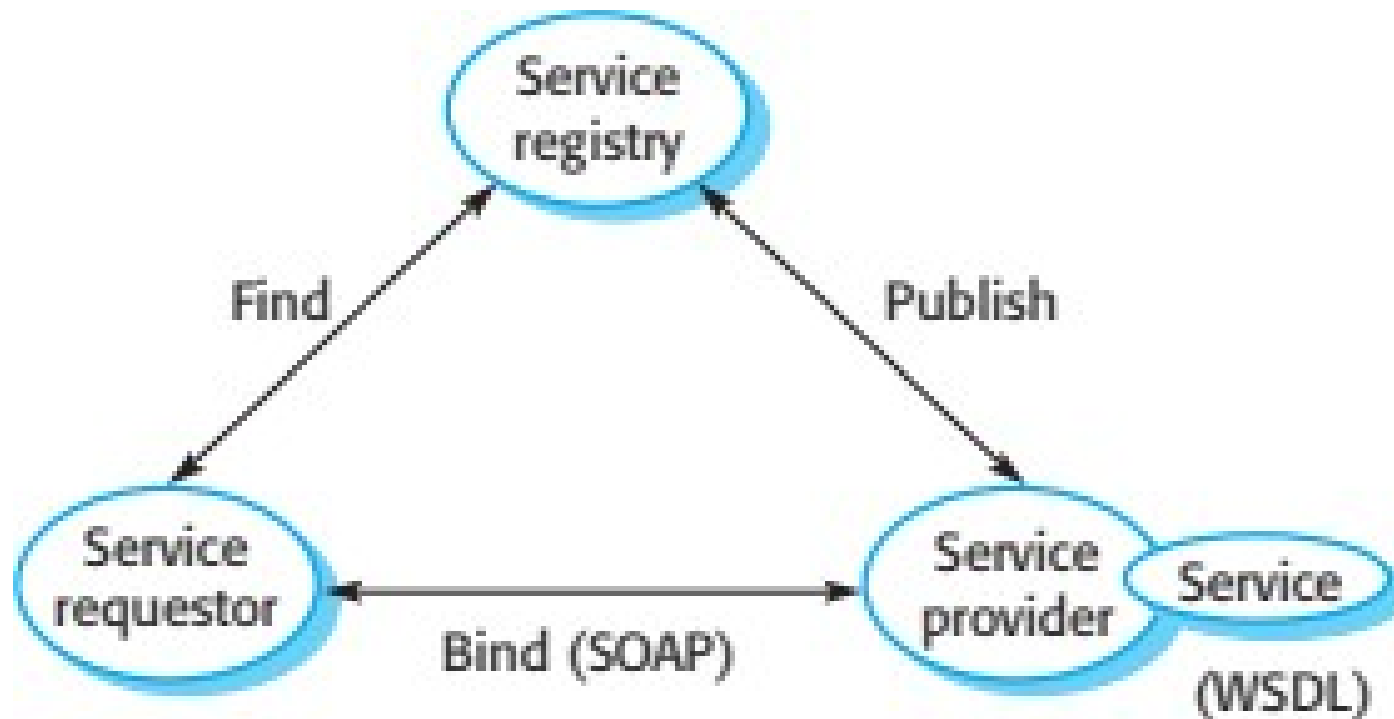 Service
registry
Find
Publish
Service
requestor
Bind (SOAP)
Service
provider
Service
(WSDL)